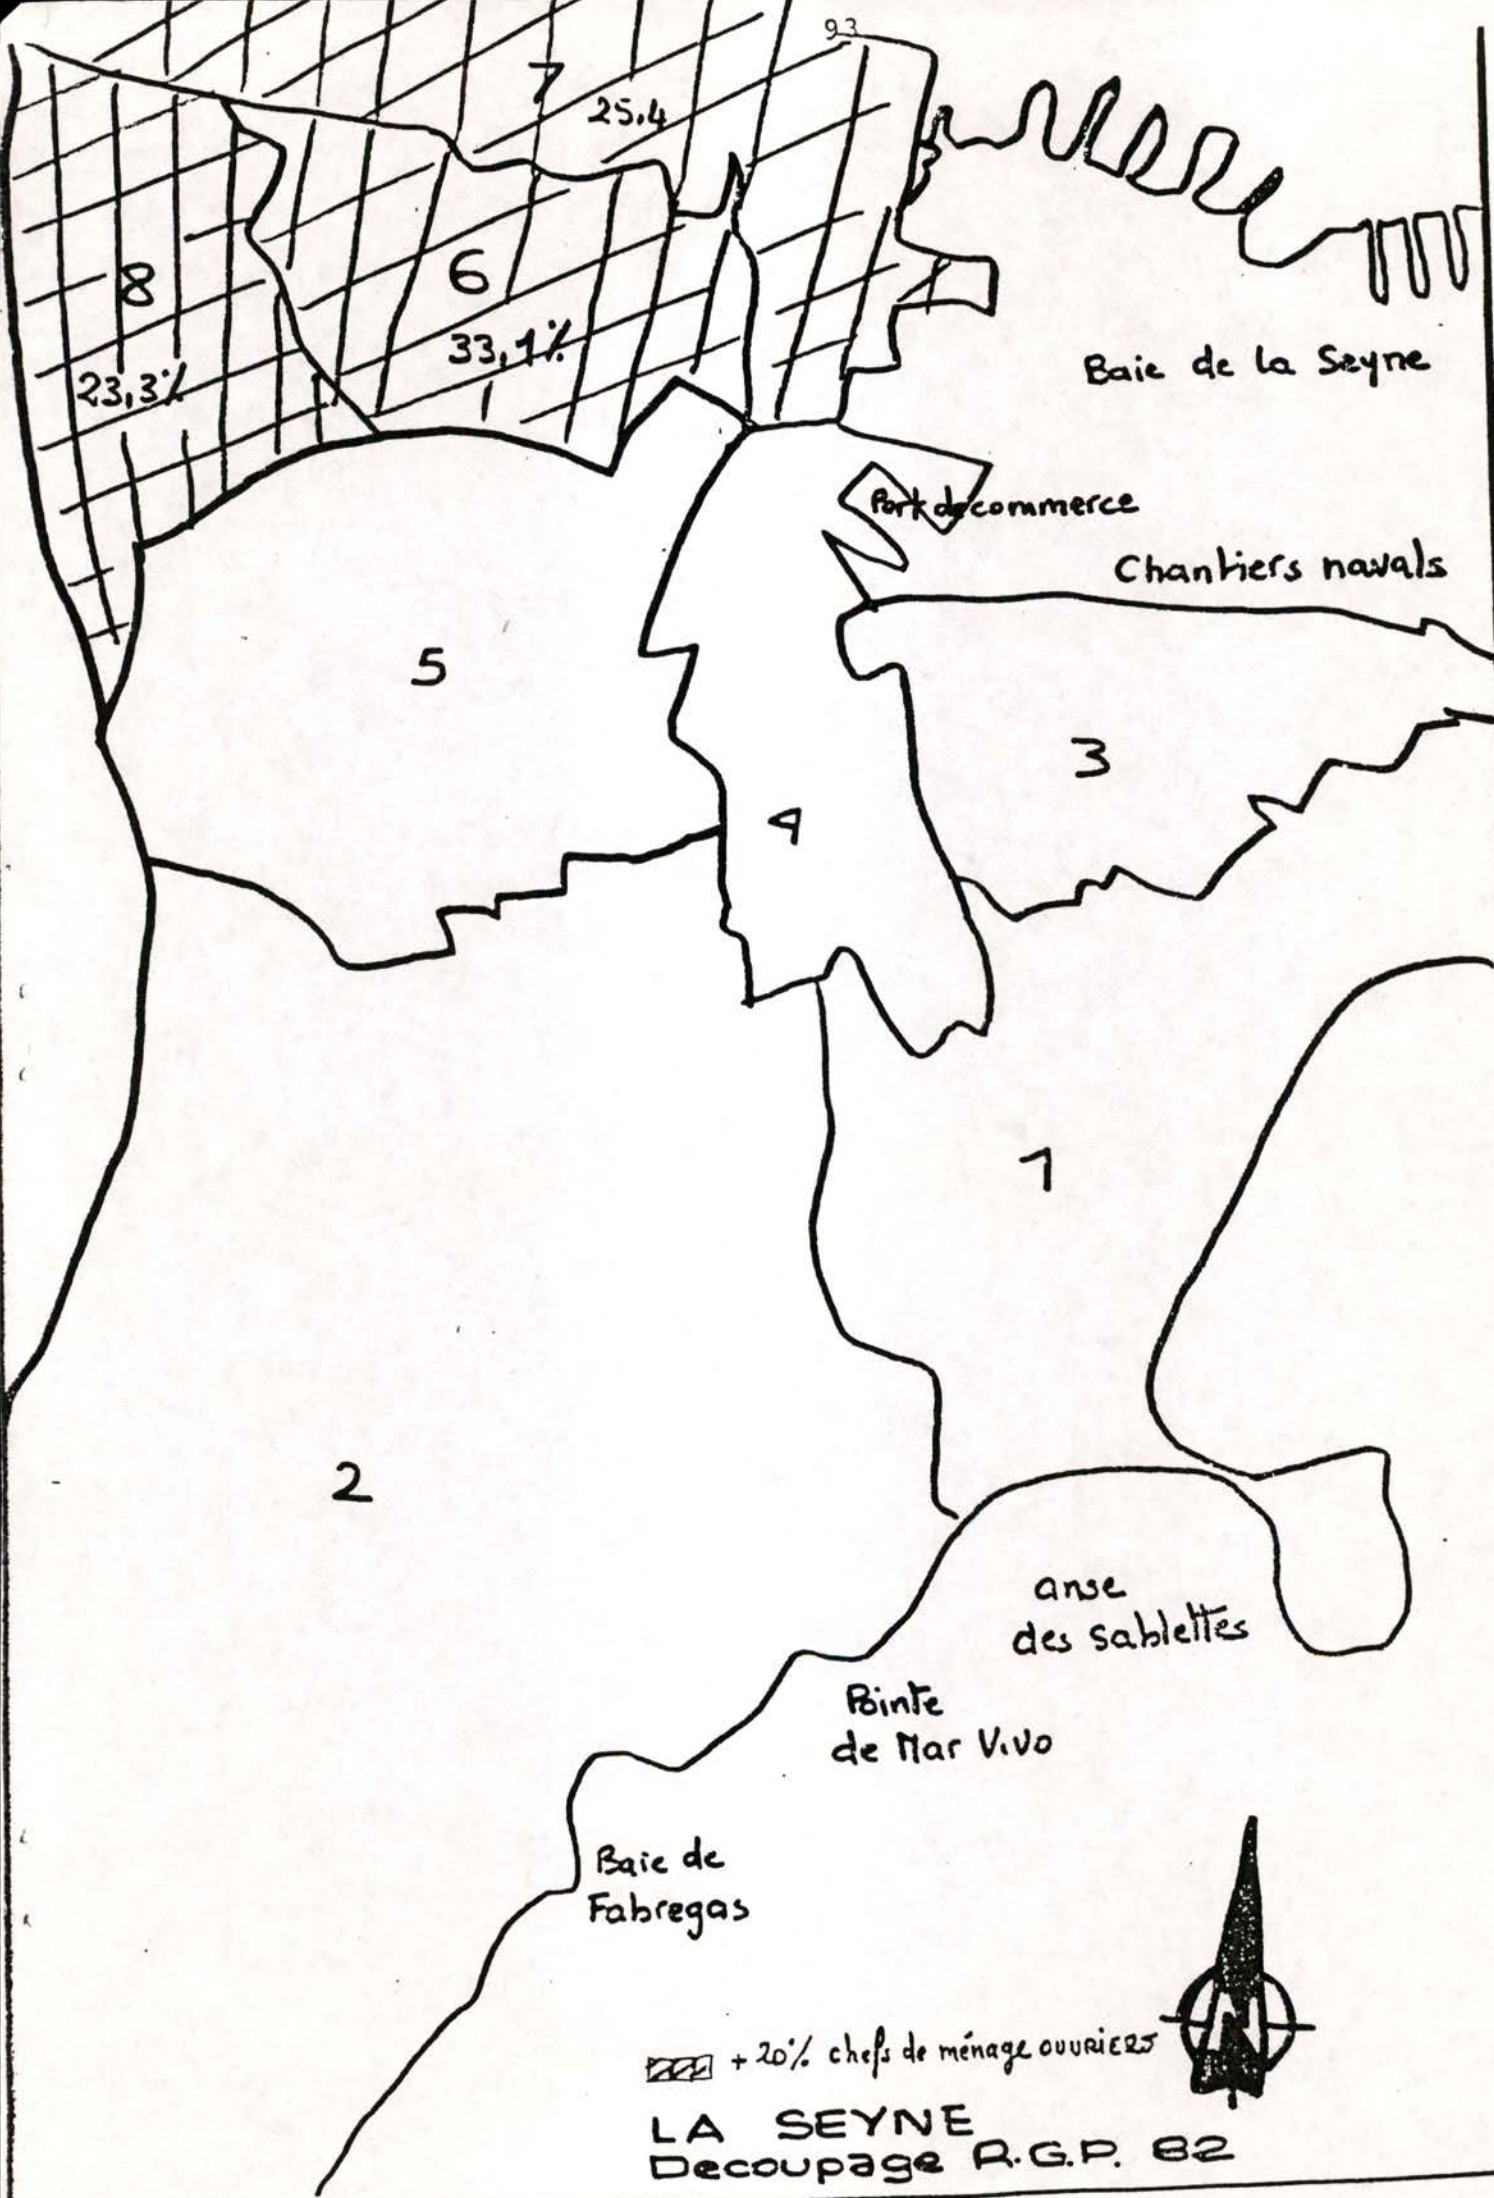 93
7
25.4
8
23,3%
6
33,1%
Baie de la Seyne
Port de commerce
Chantiers navals
5
3
4
1
2
anse
des sablettes
Pointe
de Mar Vivo
Baie de
Fabregas
N
+20% chefs de ménage OUVRIERS
LA SEYNE
Decoupage R.G.P. 82